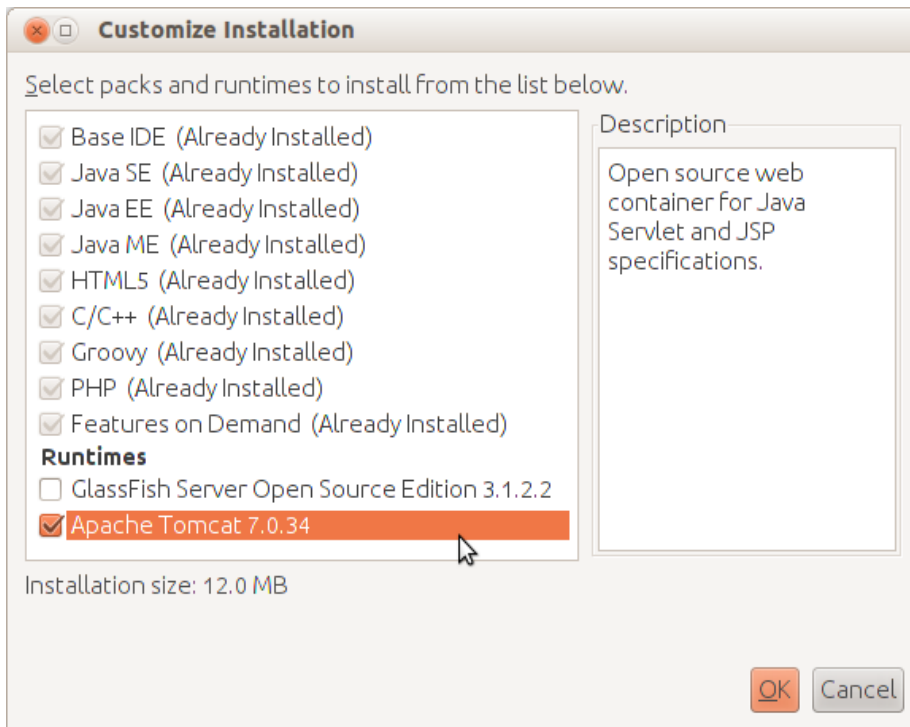 Customize Installation
Select packs and runtimes to install from the list below.
Base IDE (Already Installed)
Java SE (Already Installed)
Java EE (Already Installed)
Java ME (Already Installed)
HTML5 (Already Installed)
C/C++ (Already Installed)
Groovy (Already Installed)
PHP (Already Installed)
Features on Demand (Already Installed)
Runtimes
GlassFish Server Open Source Edition 3.1.2.2
Apache Tomcat 7.0.34
Description
Open source web
container for Java
Servlet and JSP
specifications.
Installation size: 12.0 MB
OK
Cancel